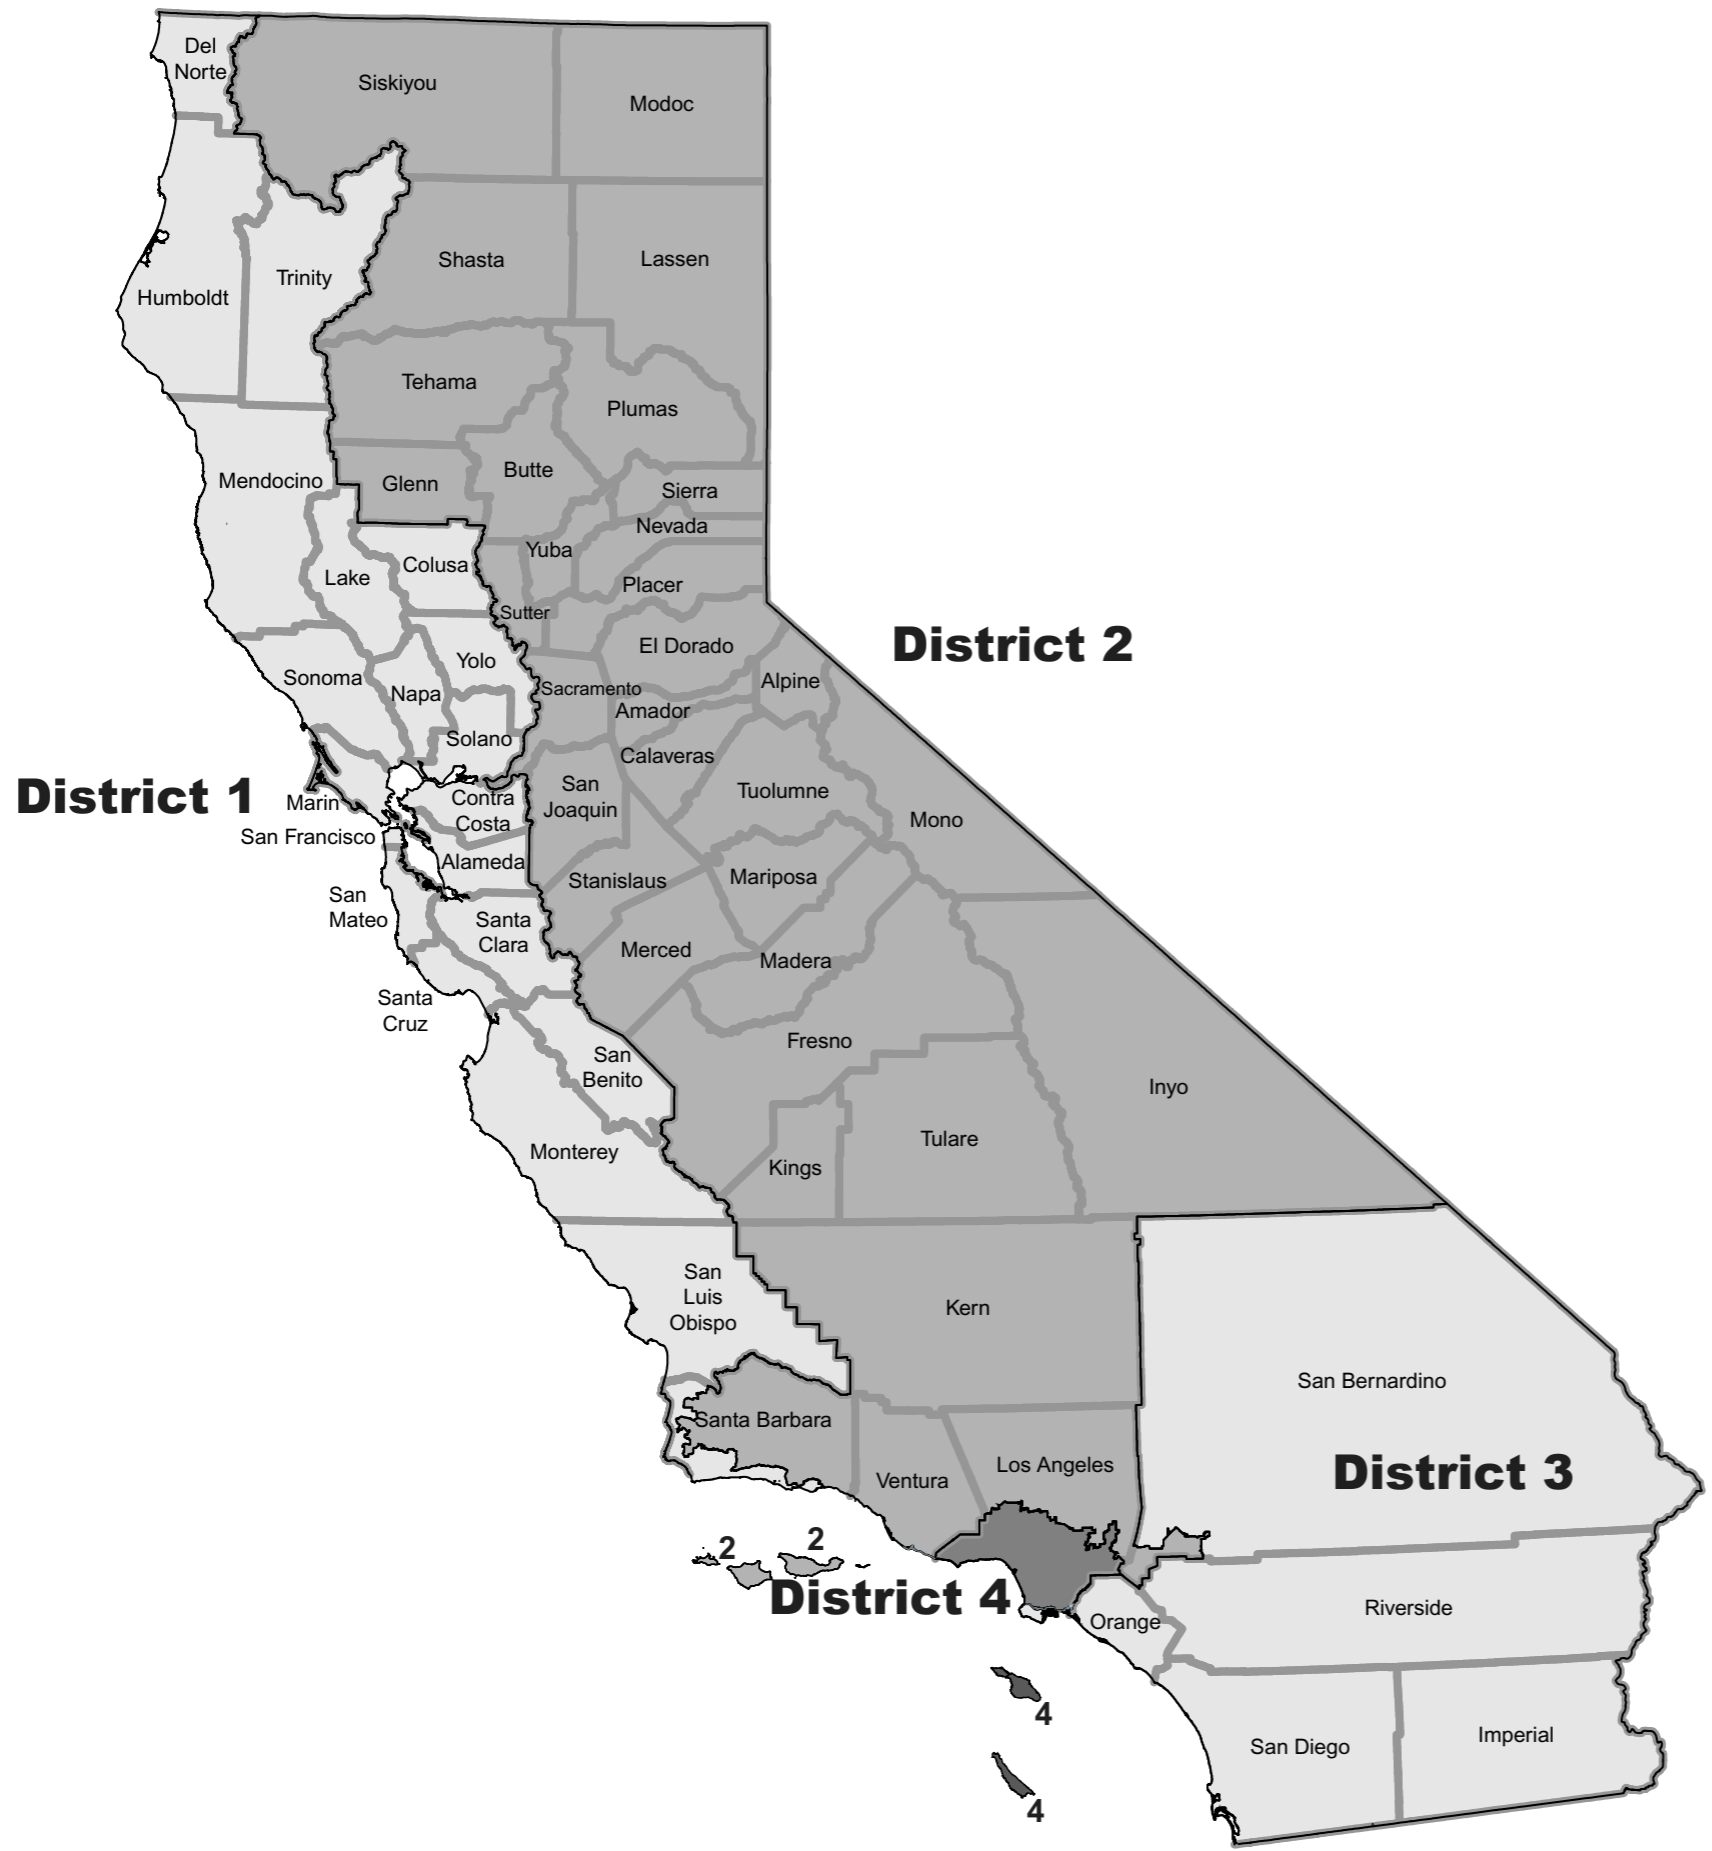 Del
Norte
Siskiyou
Modoc
Shasta
Lassen
Trinity
Humboldt
Tehama
Plumas
Mendocino
Glenn
Butte
Sierra
Nevada
Yuba
Colusa
Lake
Placer
Sutter
El Dorado
District 2
Yolo
Sonoma
Napa
Sacramento
Alpine
Amador
Solano
Calaveras
District 1
Marin
Contra
Costa
San
Joaquin
Tuolumne
Mono
San Francisco
Alameda
Stanislaus
Mariposa
San
Mateo
Santa
Clara
Merced
Madera
Santa
Cruz
Fresno
San
Benito
Inyo
Monterey
Kings
Tulare
San
Luis
Obispo
Kern
San Bernardino
Santa Barbara
Ventura
Los Angeles
District 3
2
2
District 4
Orange
Riverside
4
San Diego
Imperial
4